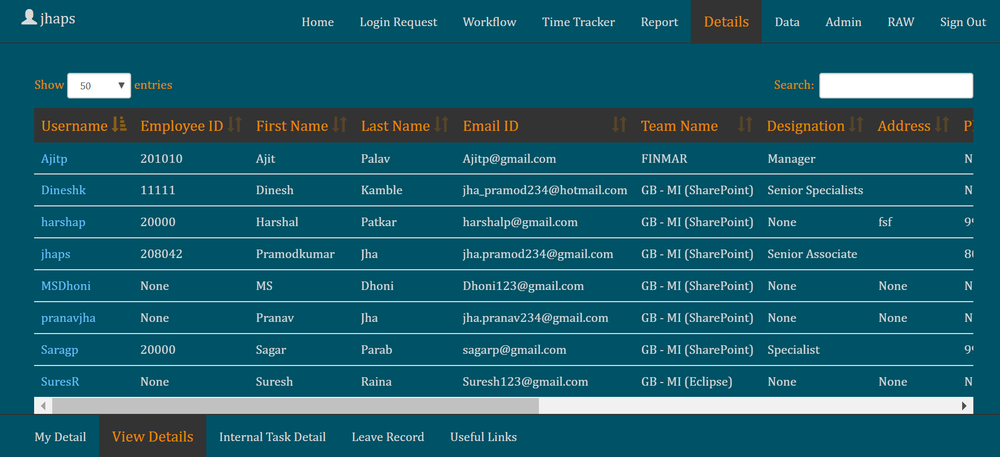 jhaps Home Login Request Workflow Time Tracker Report Details Data Admin RAW Sign Out
Show 50 entries Search:
Username Employee ID First Name Last Name Email ID Team Name Designation Address
Ajitp 201010 Ajit Palav Ajitp@gmail.com FINMAR Manager N
Dineshk 11111 Dinesh Kamble jha_pramod234@hotmail.com GB - MI (SharePoint) Senior Specialists N
harshap 20000 Harshal Patkar harshalp@gmail.com GB - MI (SharePoint) None fsf
jhaps 208042 Pramodkumar Jha jha.pramod234@gmail.com GB - MI (SharePoint) Senior Associate
MSDhoni None MS Dhoni Dhoni123@gmail.com GB - MI (SharePoint) None None N
pranavjha None Pranav Jha jha.pranav234@gmail.com GB - MI (SharePoint) None None N
Saragp 20000 Sagar Parab sagarp@gmail.com GB - MI (SharePoint) Specialist
SuresR None Suresh Raina Suresh123@gmail.com GB - MI (Eclipse) None None N
My Detail View Details Internal Task Detail Leave Record Useful Links